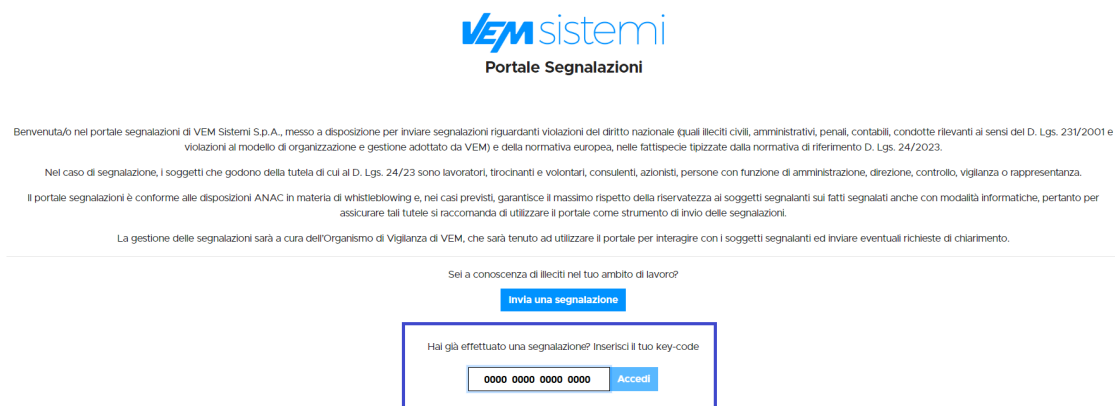 VEM sistemi
Portale Segnalazioni
Benvenuta/o nel portale segnalazioni di VEM Sistemi S.p.A., messo a disposizione per inviare segnalazioni riguardanti violazioni del diritto nazionale (quali illeciti civili, amministrativi, penali, contabili, condotte rilevanti ai sensi del D. Lgs. 231/2001 e
violazioni al modello di organizzazione e gestione adottato da VEM) e della normativa europea, nelle fattispecie tipizzate dalla normativa di riferimento D. Lgs. 24/2023.
Nel caso di segnalazione, i soggetti che godono della tutela di cui al D. Lgs. 24/23 sono lavoratori, tirocinanti e volontari, consulenti, azionisti, persone con funzione di amministrazione, direzione, controllo, vigilanza o rappresentanza.
Il portale segnalazioni è conforme alle disposizioni ANAC in materia di whistleblowing e, nei casi previsti, garantisce il massimo rispetto della riservatezza ai soggetti segnalanti sui fatti segnalati anche con modalità informatiche, pertanto per
assicurare tali tutele si raccomanda di utilizzare il portale come strumento di invio delle segnalazioni.
La gestione delle segnalazioni sarà a cura dell'Organismo di Vigilanza di VEM, che sarà tenuto ad utilizzare il portale per interagire con i soggetti segnalanti ed inviare eventuali richieste di chiarimento.
Sei a conoscenza di illeciti nel tuo ambito di lavoro?
Invia una segnalazione
Hai già effettuato una segnalazione? Inserisci il tuo key-code
0000 0000 0000 0000 Accedi